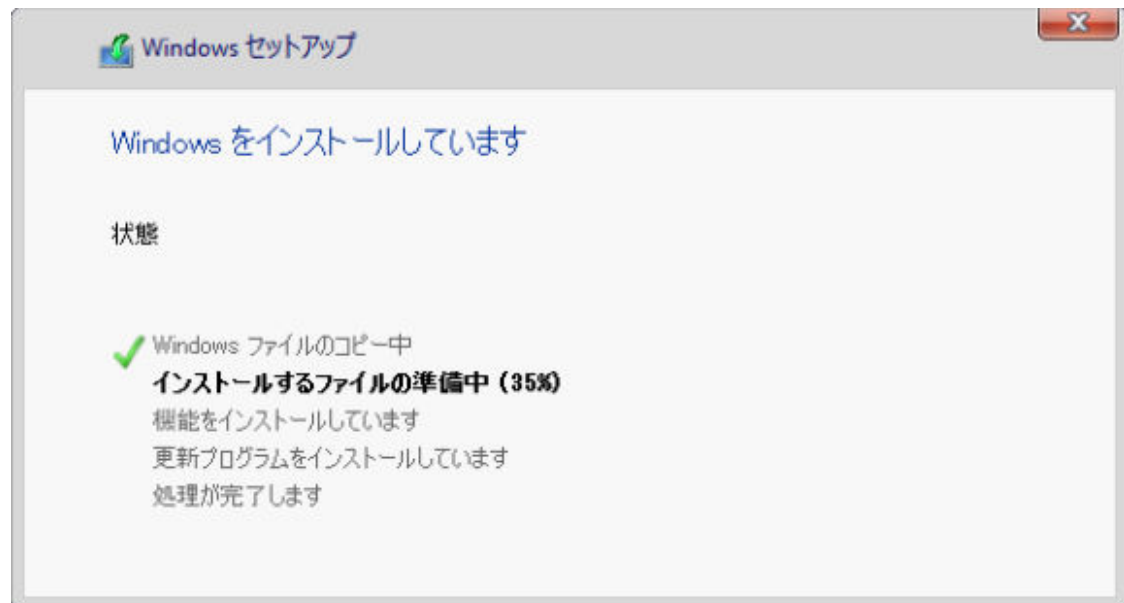 Windows セットアップ
Windows をインストールしています
状態
Windows ファイルのコピー中
インストールするファイルの準備中 (35%)
機能をインストールしています
更新プログラムをインストールしています
処理が完了します